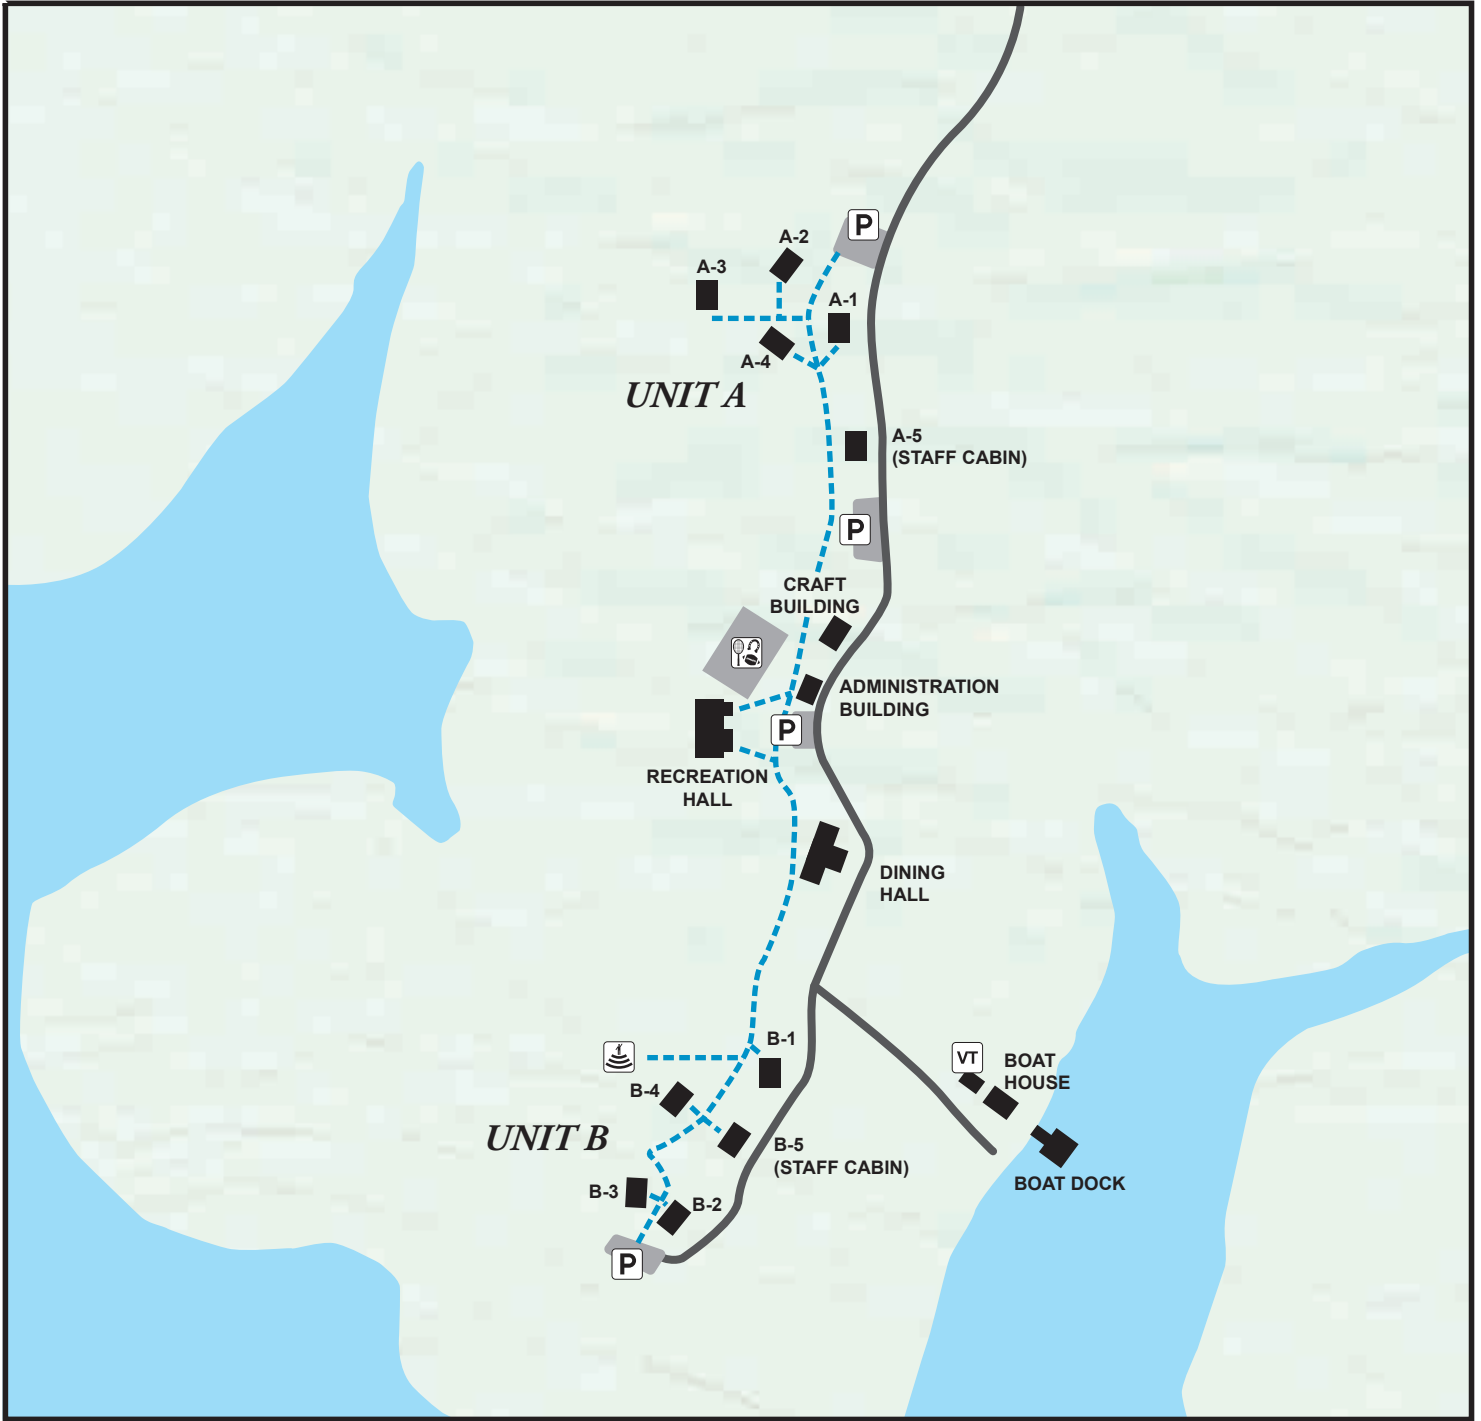 P
A-2
A-3
A-1
A-4
UNIT A
A-5
(STAFF CABIN)
P
CRAFT
BUILDING
ADMINISTRATION
BUILDING
P
RECREATION
HALL
DINING
HALL
B-1
VT
BOAT
HOUSE
B-4
UNIT B
B-5
(STAFF CABIN)
BOAT DOCK
B-3
B-2
P